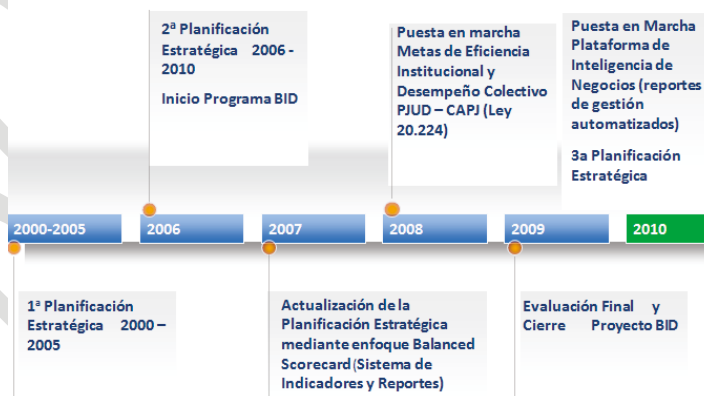 2ª Planificación
Estratégica 2006 -
2010
Inicio Programa BID
Puesta en marcha
Metas de Eficiencia
Institucional y
Desempeño Colectivo
PJUD – CAPJ (Ley
20.224)
Puesta en Marcha
Plataforma de
Inteligencia de
Negocios (reportes
de gestión
automatizados)
3a Planificación
Estratégica
2000-2005
2006
2007
2008
2009
2010
1ª Planificación
Estratégica 2000 –
2005
Actualización de la
Planificación Estratégica
mediante enfoque Balanced
Scorecard (Sistema de
Indicadores y Reportes)
Evaluación Final y
Cierre Proyecto BID